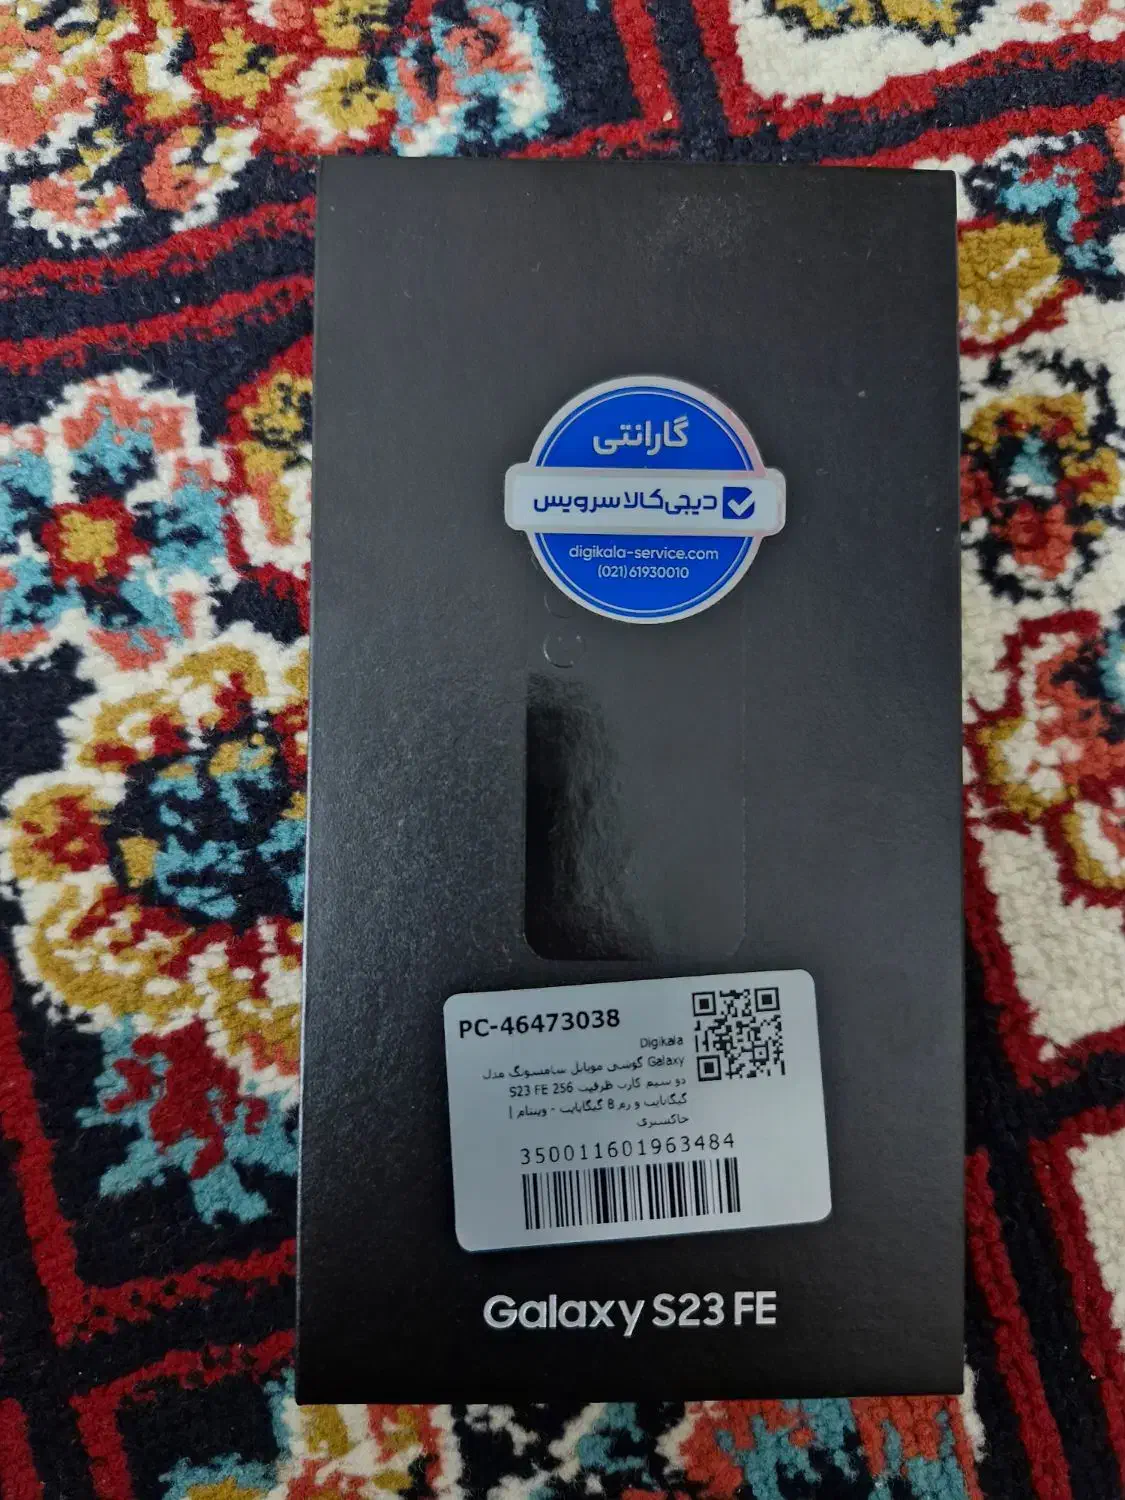 گارانتی
دیجی‌کالا سرویس
digikala-service.com
(021) 61930010
PC-46473038
Digikala
گوشی موبایل سامسونگ مدل Galaxy
S23 FE دو سیم کارت ظرفیت 256
گیگابایت و رم 8 گیگابایت - ویتنام |
خاکستری
350011601963484
Galaxy S23 FE